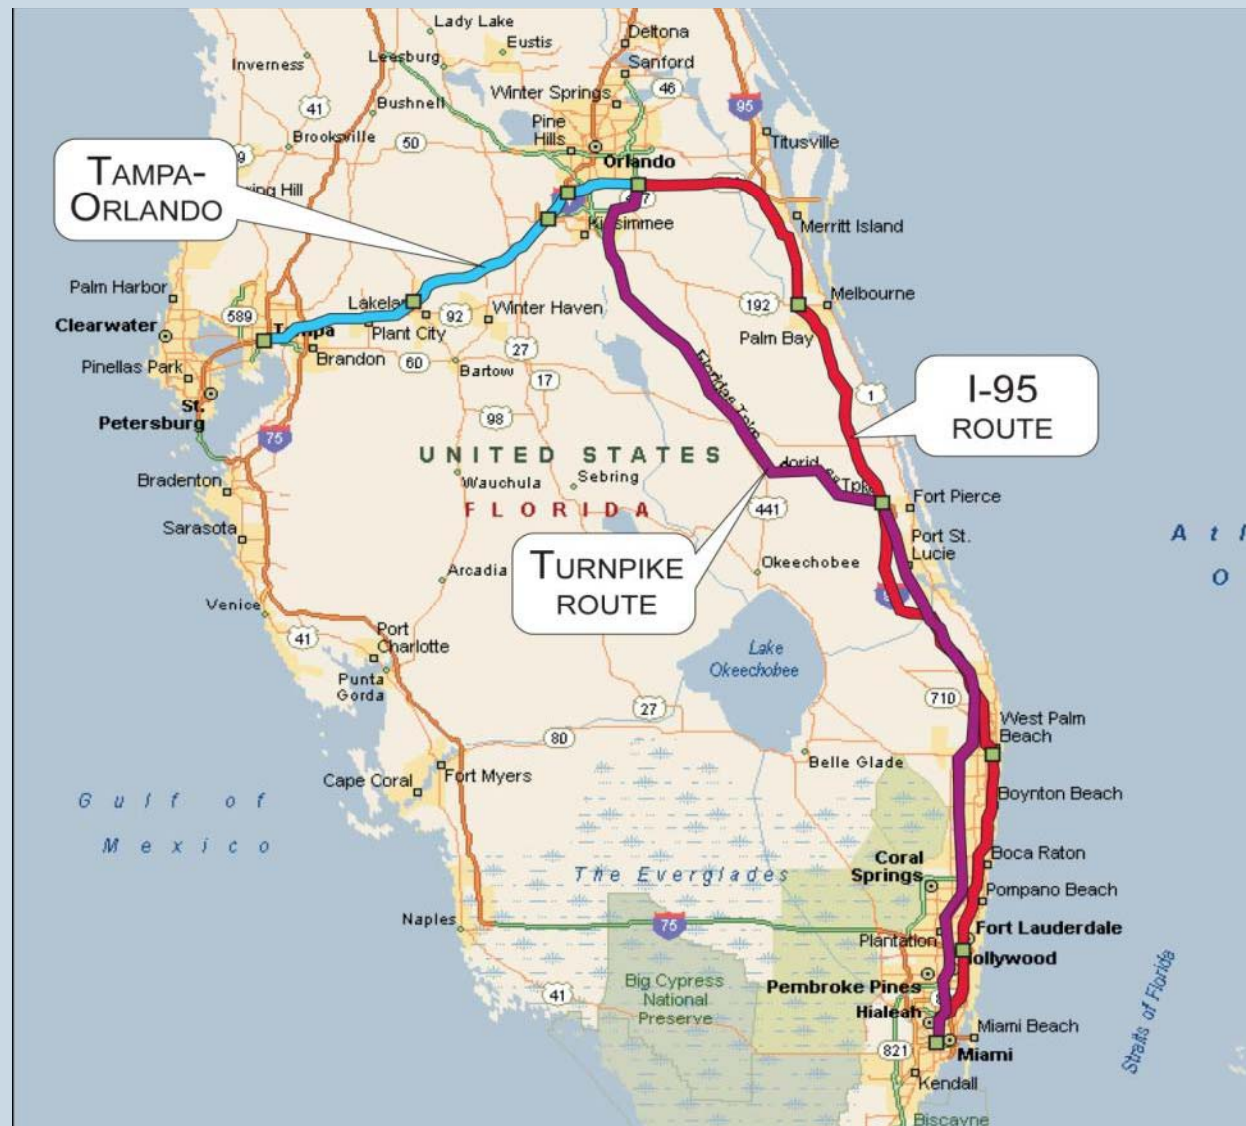 Lady Lake
Deltona
Eustis
Inverness
Leesburg
Sanford
46
Winter Springs
41
Bushnell
95
Pine
Hills
Brooksville
50
Titusville
Orlando
TAMPA-
ORLANDO
Hill
Kissimmee
Merritt Island
Palm Harbor
Lakeland
Winter Haven
192
Melbourne
589
92
Clearwater
Tampa
Plant City
Palm Bay
Brandon
60
27
Pinellas Park
Bartow
17
Floridas Tpke
1
I-95
ROUTE
St.
Petersburg
98
75
UNITED STATES
Bradenton
Wauchula
Sebring
Tpke
FLORIDA
441
Fort Pierce
Sarasota
Port St.
Lucie
TURNPIKE
ROUTE
Okeechobee
Arcadia
Venice
41
Port
Charlotte
Lake
Okeechobee
Punta
Gorda
27
710
West Palm
Beach
80
Belle Glade
Cape Coral
Fort Myers
Boynton Beach
Gulf of
Mexico
Coral
Springs
Boca Raton
The Everglades
Pompano Beach
Naples
75
Plantation
Fort Lauderdale
Hollywood
Big Cypress
National
Preserve
41
Pembroke Pines
Hialeah
Miami Beach
821
Miami
Straits of Florida
Kendall
Biscayne